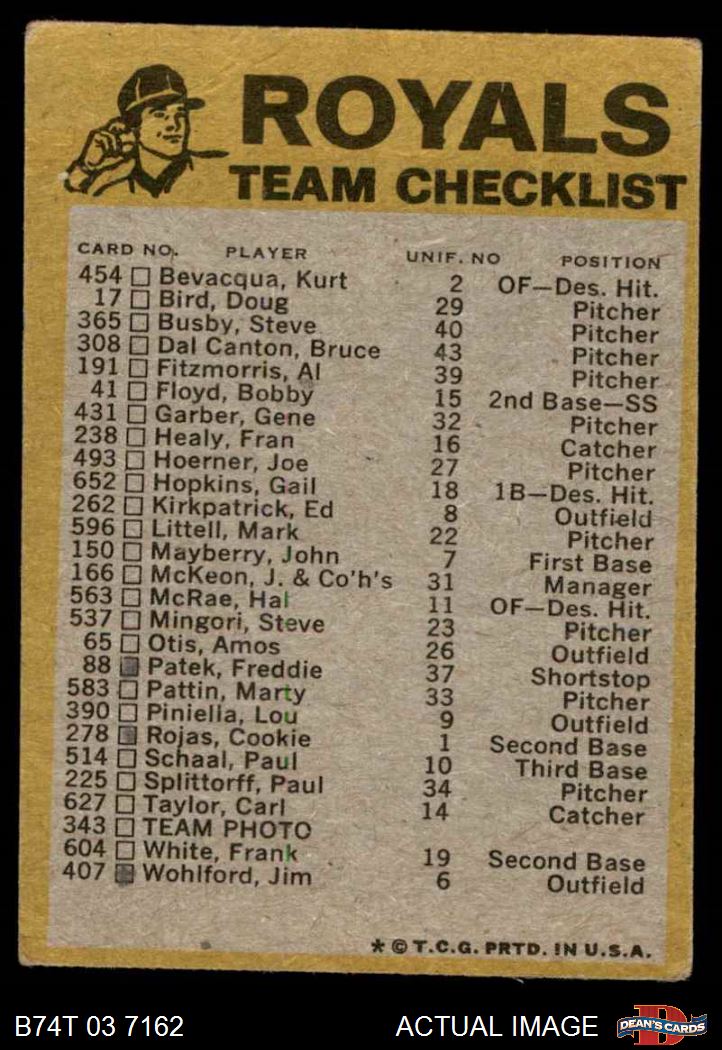 ROYALS
TEAM CHECKLIST
CARD NO. PLAYER UNIF. NO POSITION
454 Bevacqua, Kurt 2 OF—Des. Hit.
17 Bird, Doug 29 Pitcher
365 Busby, Steve 40 Pitcher
308 Dal Canton, Bruce 43 Pitcher
191 Fitzmorris, Al 39 Pitcher
41 Floyd, Bobby 15 2nd Base—SS
431 Garber, Gene 32 Pitcher
238 Healy, Fran 16 Catcher
493 Hoerner, Joe 27 Pitcher
652 Hopkins, Gail 18 1B—Des. Hit.
262 Kirkpatrick, Ed 8 Outfield
596 Littell, Mark 22 Pitcher
150 Mayberry, John 7 First Base
166 McKeon, J. & Co'h's 31 Manager
563 McRae, Hal 11 OF—Des. Hit.
537 Mingori, Steve 23 Pitcher
65 Otis, Amos 26 Outfield
88 Patek, Freddie 37 Shortstop
583 Pattin, Marty 33 Pitcher
390 Piniella, Lou 9 Outfield
278 Rojas, Cookie 1 Second Base
514 Schaal, Paul 10 Third Base
225 Splittorff, Paul 34 Pitcher
627 Taylor, Carl 14 Catcher
343 TEAM PHOTO
604 White, Frank 19 Second Base
407 Wohlford, Jim 6 Outfield
* © T.C.G. PRTD. IN U.S.A.
B74T 03 7162 ACTUAL IMAGE DEAN'S CARDS